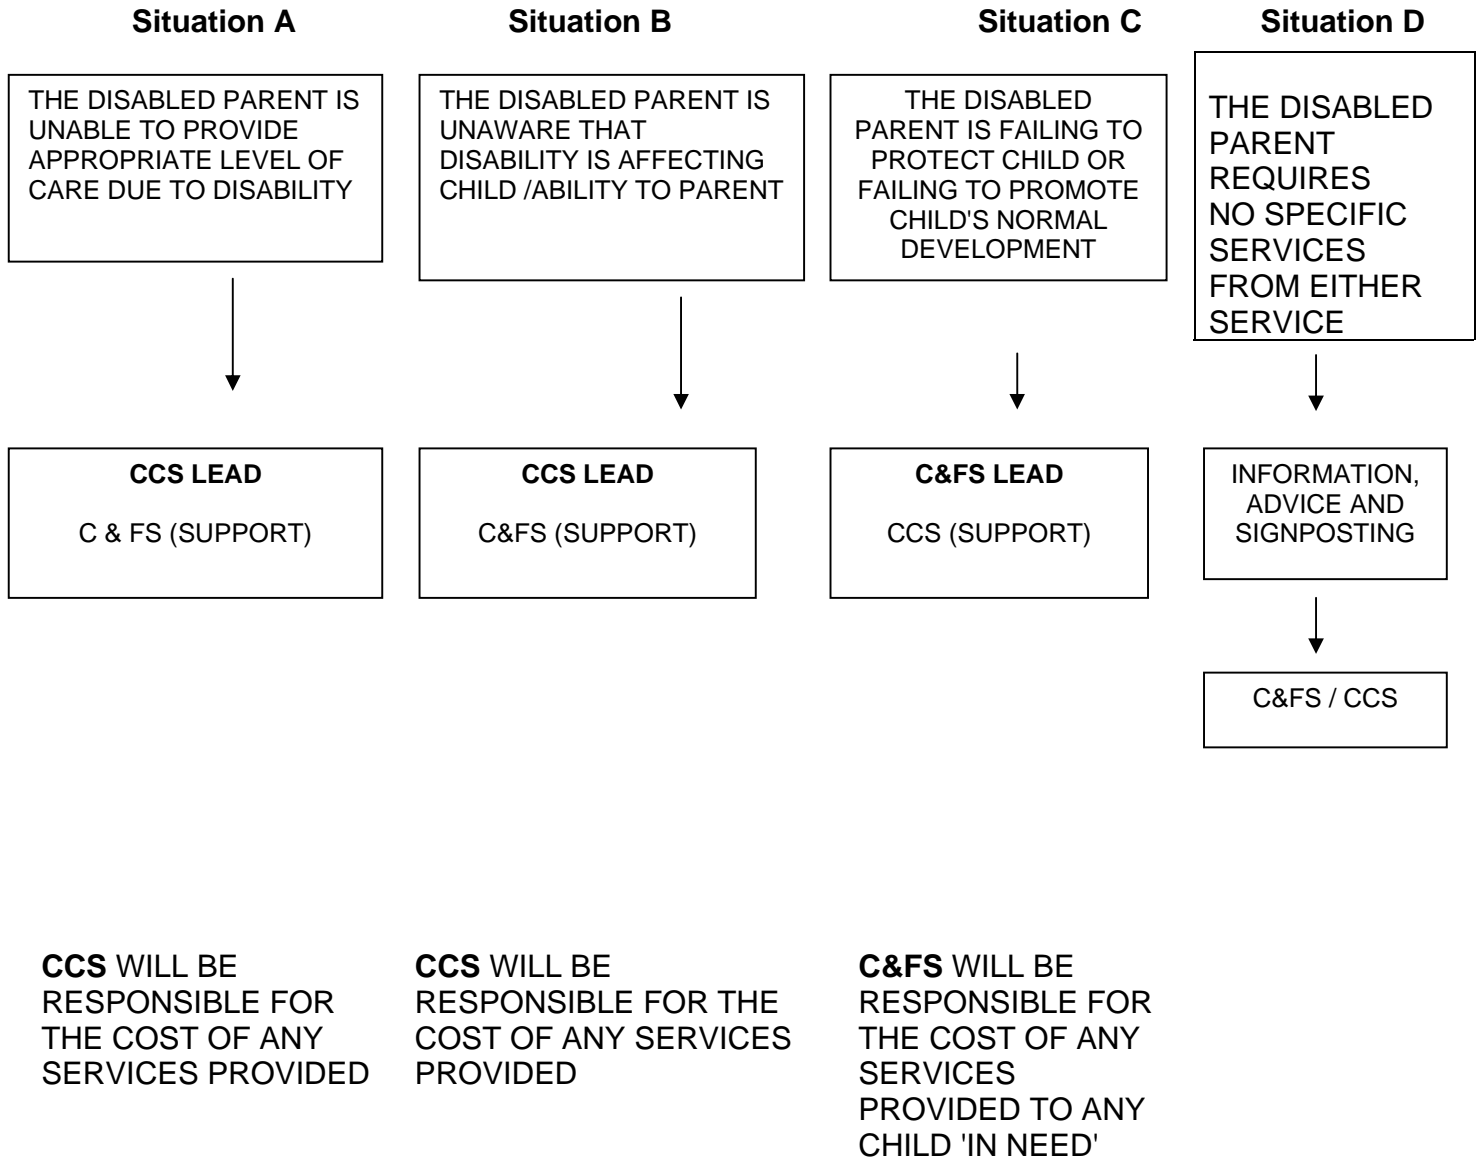 Situation A
Situation B
Situation C
Situation D
THE DISABLED PARENT IS
UNABLE TO PROVIDE
APPROPRIATE LEVEL OF
CARE DUE TO DISABILITY
THE DISABLED PARENT IS
UNAWARE THAT
DISABILITY IS AFFECTING
CHILD /ABILITY TO PARENT
THE DISABLED
PARENT IS FAILING TO
PROTECT CHILD OR
FAILING TO PROMOTE
CHILD'S NORMAL
DEVELOPMENT
THE DISABLED
PARENT
REQUIRES
NO SPECIFIC
SERVICES
FROM EITHER
SERVICE
CCS LEAD
C & FS (SUPPORT)
CCS LEAD
C&FS (SUPPORT)
C&FS LEAD
CCS (SUPPORT)
INFORMATION,
ADVICE AND
SIGNPOSTING
C&FS / CCS
CCS WILL BE
RESPONSIBLE FOR
THE COST OF ANY
SERVICES PROVIDED
CCS WILL BE
RESPONSIBLE FOR THE
COST OF ANY SERVICES
PROVIDED
C&FS WILL BE
RESPONSIBLE FOR
THE COST OF ANY
SERVICES
PROVIDED TO ANY
CHILD 'IN NEED'